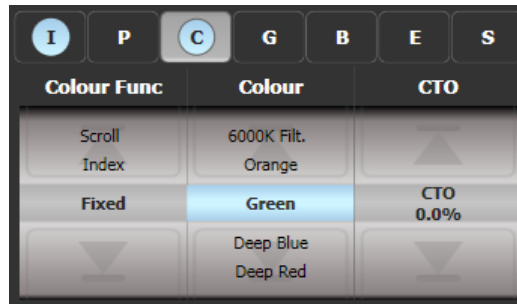 I P C G B E S
Colour Func Colour CTO
Scroll 6000K Filt.
Index Orange
Fixed Green CTO
0.0%
Deep Blue
Deep Red